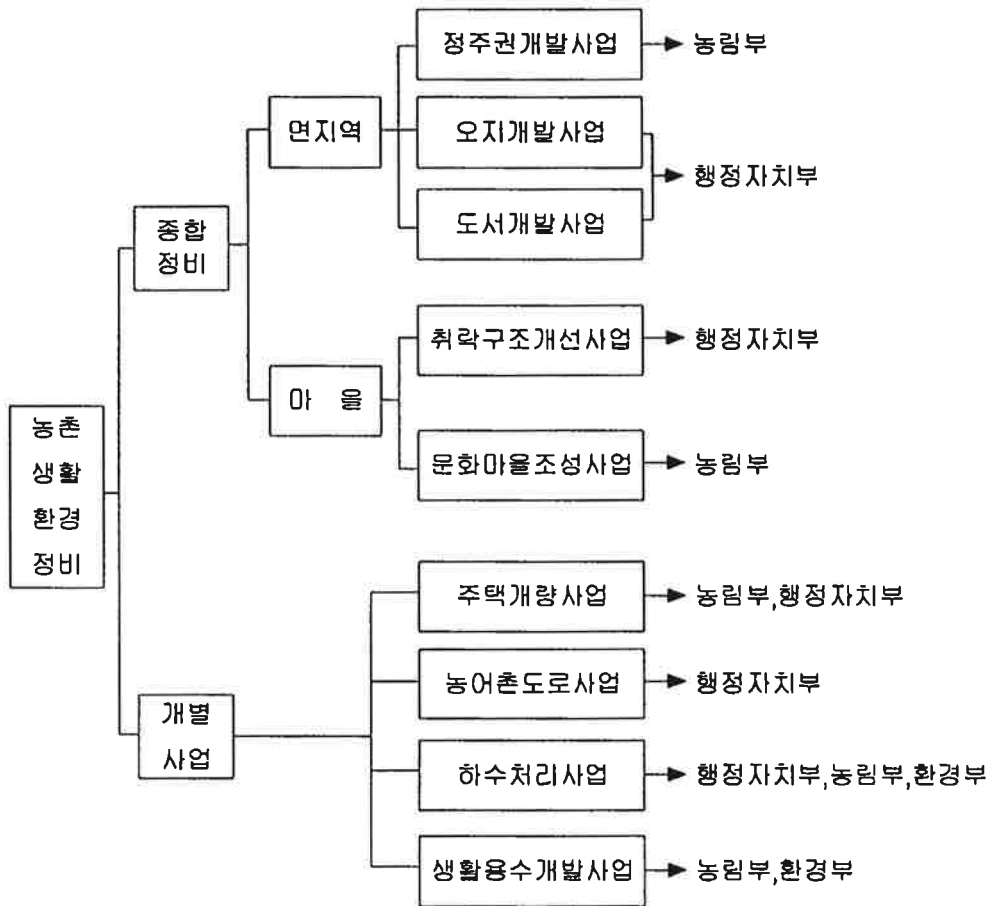 정주권개발사업 농림부
면지역 오지개발사업
행정자치부
종합
정비
도서개발사업
취락구조개선사업 행정자치부
마 을
농촌
생활
환경
정비
문화마을조성사업 농림부
주택개량사업 농림부,행정자치부
농어촌도로사업 행정자치부
개별
사업
하수처리사업 행정자치부,농림부,환경부
생활용수개발사업 농림부,환경부